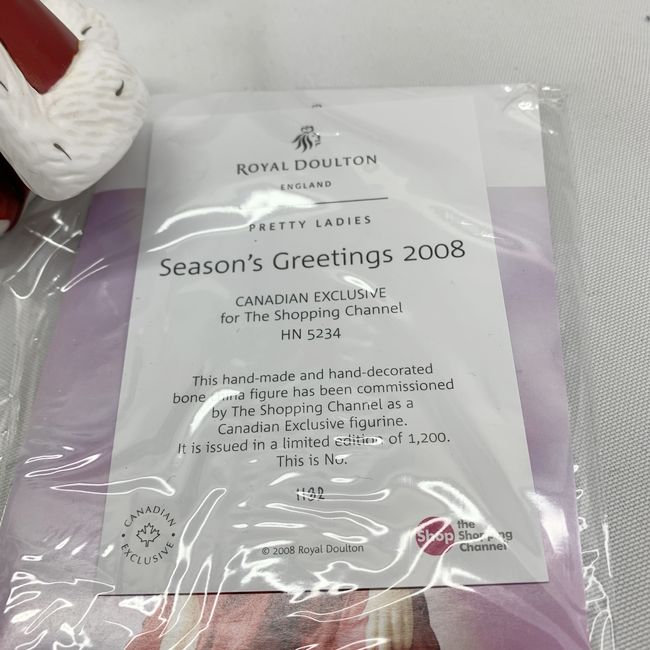 ROYAL DOULTON
ENGLAND
PRETTY LADIES
Season's Greetings 2008
CANADIAN EXCLUSIVE
for The Shopping Channel
HN 5234
This hand-made and hand-decorated
bone china figure has been commissioned
by The Shopping Channel as a
Canadian Exclusive figurine.
It is issued in a limited edition of 1,200.
This is No.
CANADIAN
• EXCLUSIVE •
© 2008 Royal Doulton
Shop the
Shopping
Channel